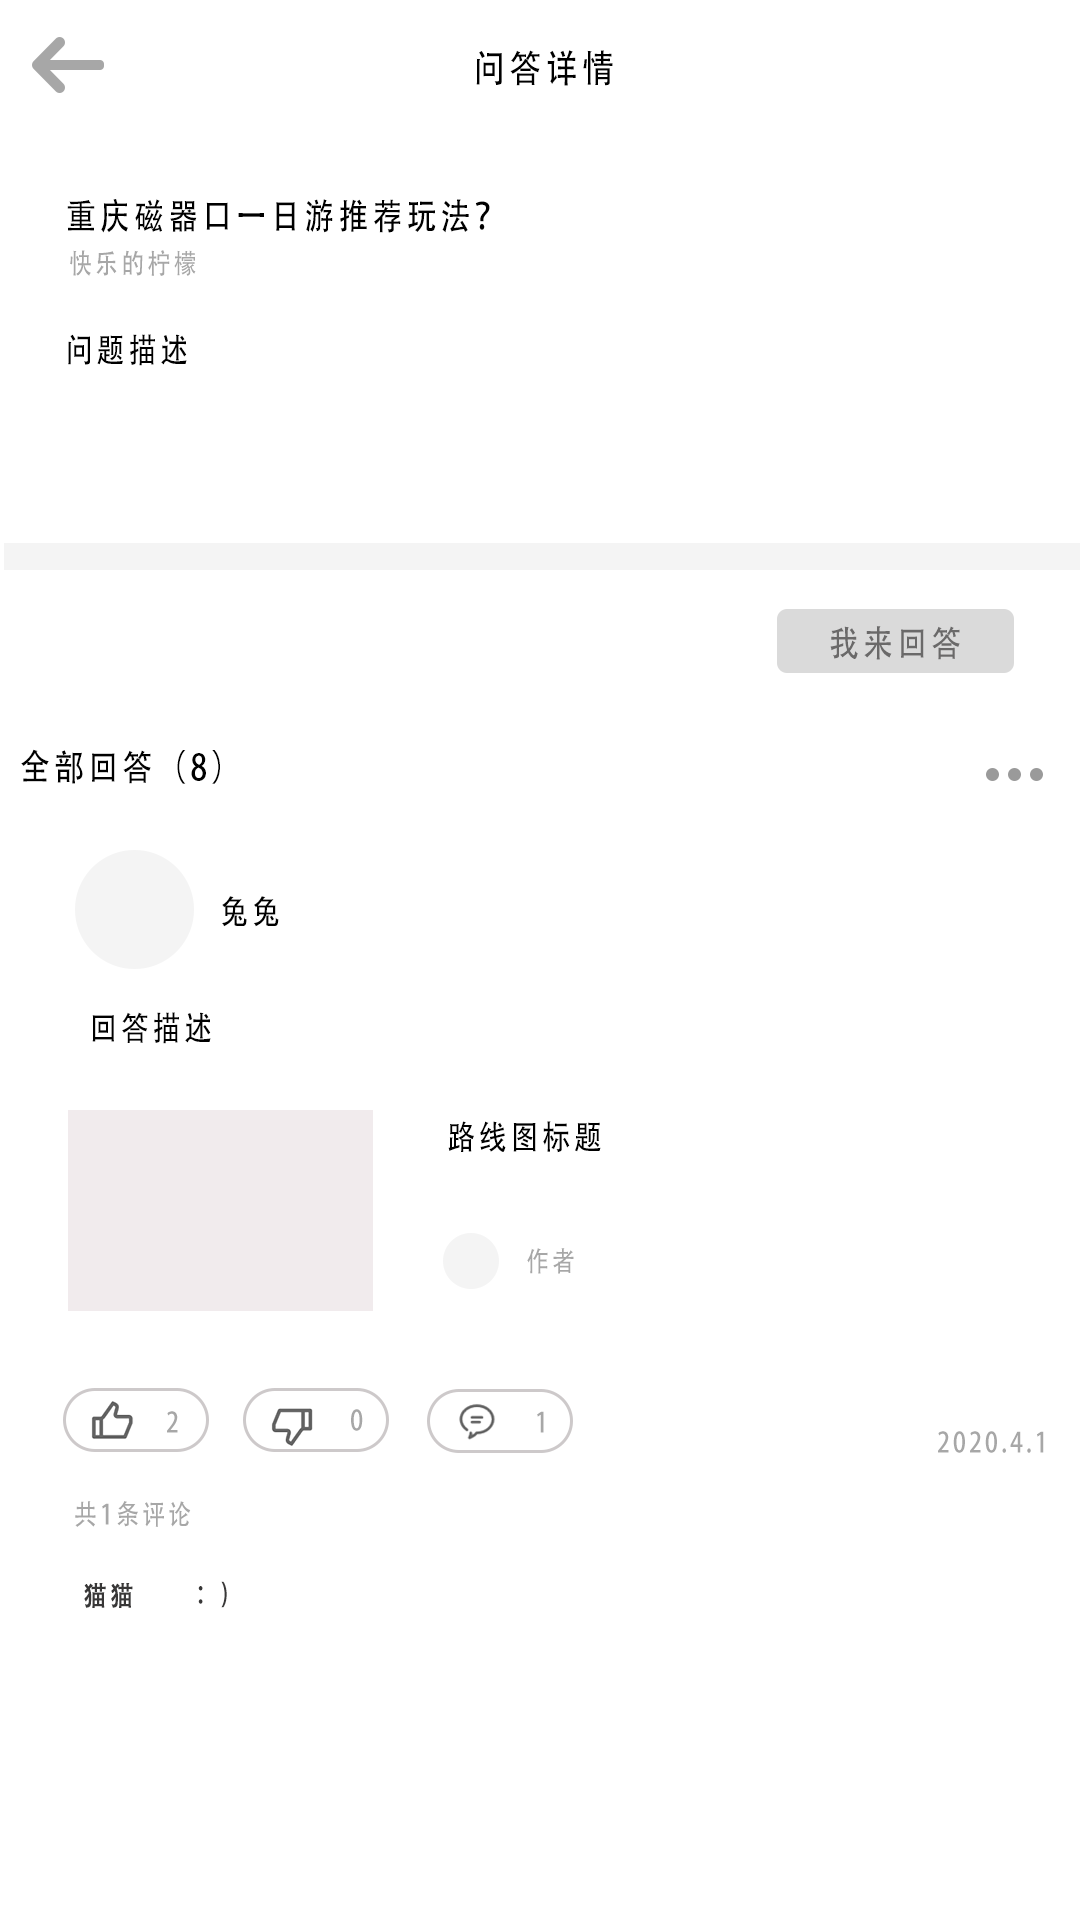 问答详情
重庆磁器口一日游推荐玩法?
快乐的柠檬
问题描述
我来回答
全部回答（8）
兔兔
回答描述
路线图标题
作者
2 0 1
2020.4.1
共1条评论
猫猫 : )